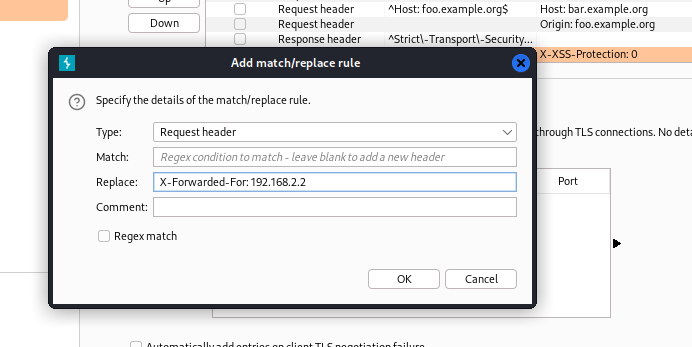 Up
Down
Request header ^Host: foo.example.org$ Host: bar.example.org
Request header Origin: foo.example.org
Response header ^Strict\-Transport\-Security...
X-XSS-Protection: 0
Add match/replace rule
Specify the details of the match/replace rule.
Type: Request header
through TLS connections. No deta
Match: Regex condition to match - leave blank to add a new header
Replace: X-Forwarded-For: 192.168.2.2
Port
Comment:
Regex match
OK Cancel
Automatically add entries on client TLS negotiation failure